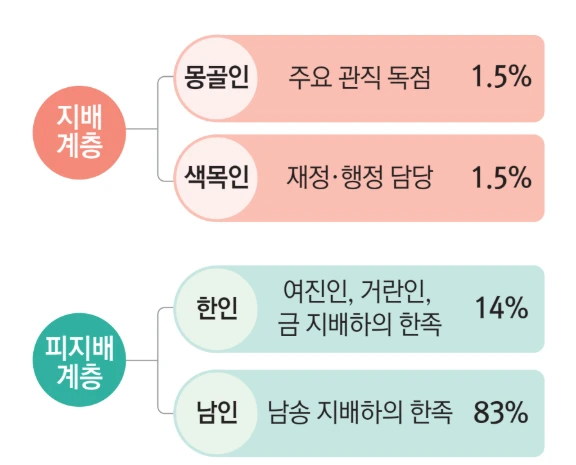 지배
계층
몽골인 주요 관직 독점 1.5%
색목인 재정·행정 담당 1.5%
피지배
계층
한인 여진인, 거란인,
금 지배하의 한족 14%
남인 남송 지배하의 한족 83%